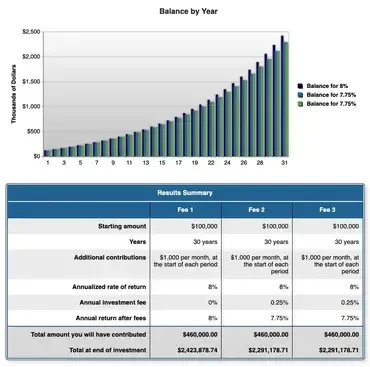 Balance by Year
Thousands of Dollars
$2,500
$2,000
$1,500
$1,000
$500
$0
1 3 5 7 9 11 13 15 17 19 22 24 26 28 31
Balance for 8%
Balance for 7.75%
Balance for 7.75%
Results Summary
Fee 1 Fee 2 Fee 3
Starting amount $100,000 $100,000 $100,000
Years 30 years 30 years 30 years
Additional contributions $1,000 per month, at the start of each period $1,000 per month, at the start of each period $1,000 per month, at the start of each period
Annualized rate of return 8% 8% 8%
Annual investment fee 0% 0.25% 0.25%
Annual return after fees 8% 7.75% 7.75%
Total amount you will have contributed $460,000.00 $460,000.00 $460,000.00
Total at end of investment $2,423,878.74 $2,291,178.71 $2,291,178.71